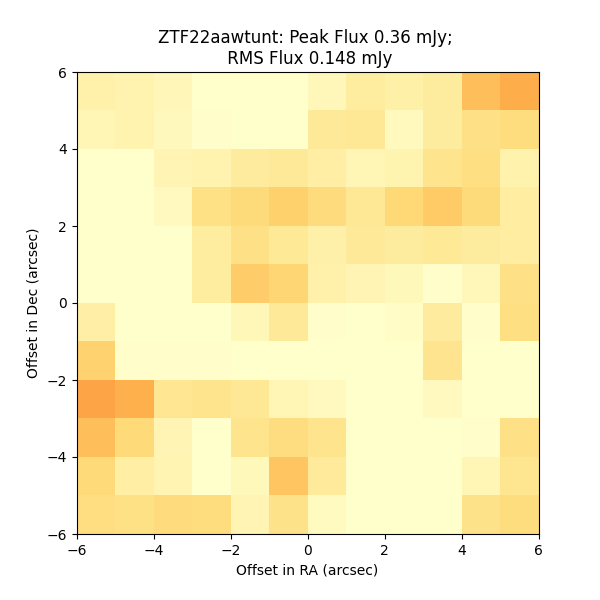 ZTF22aawtunt: Peak Flux 0.36 mJy;
RMS Flux 0.148 mJy
6
4
2
0
−2
−4
−6
Offset in Dec (arcsec)
−6 −4 −2 0 2 4 6
Offset in RA (arcsec)